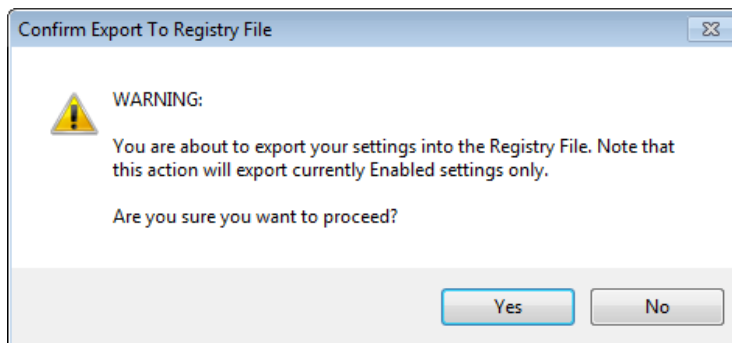 Confirm Export To Registry File
WARNING:
You are about to export your settings into the Registry File. Note that
this action will export currently Enabled settings only.
Are you sure you want to proceed?
Yes
No